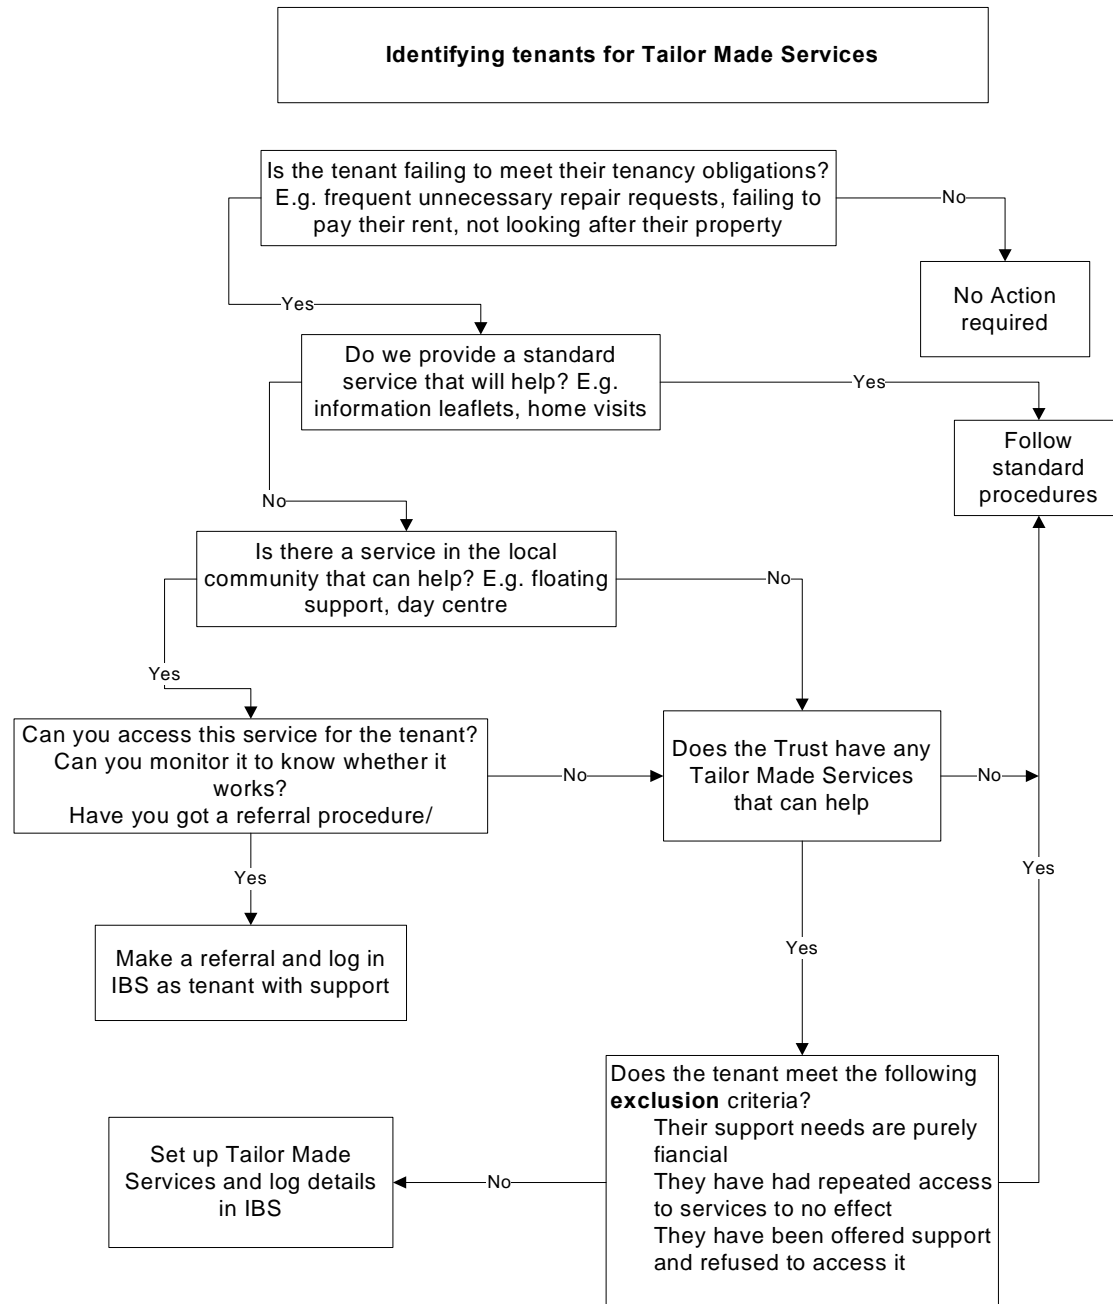 Identifying tenants for Tailor Made Services
Is the tenant failing to meet their tenancy obligations?
E.g. frequent unnecessary repair requests, failing to
pay their rent, not looking after their property
No
No Action
required
Yes
Do we provide a standard
service that will help? E.g.
information leaflets, home visits
Yes
Follow
standard
procedures
No
Is there a service in the local
community that can help? E.g. floating
support, day centre
No
Yes
Can you access this service for the tenant?
Can you monitor it to know whether it
works?
Have you got a referral procedure/
No
Does the Trust have any
Tailor Made Services
that can help
No
Yes
Yes
Make a referral and log in
IBS as tenant with support
Yes
Does the tenant meet the following
exclusion criteria?
Their support needs are purely
fiancial
They have had repeated access
to services to no effect
They have been offered support
and refused to access it
No
Set up Tailor Made
Services and log details
in IBS